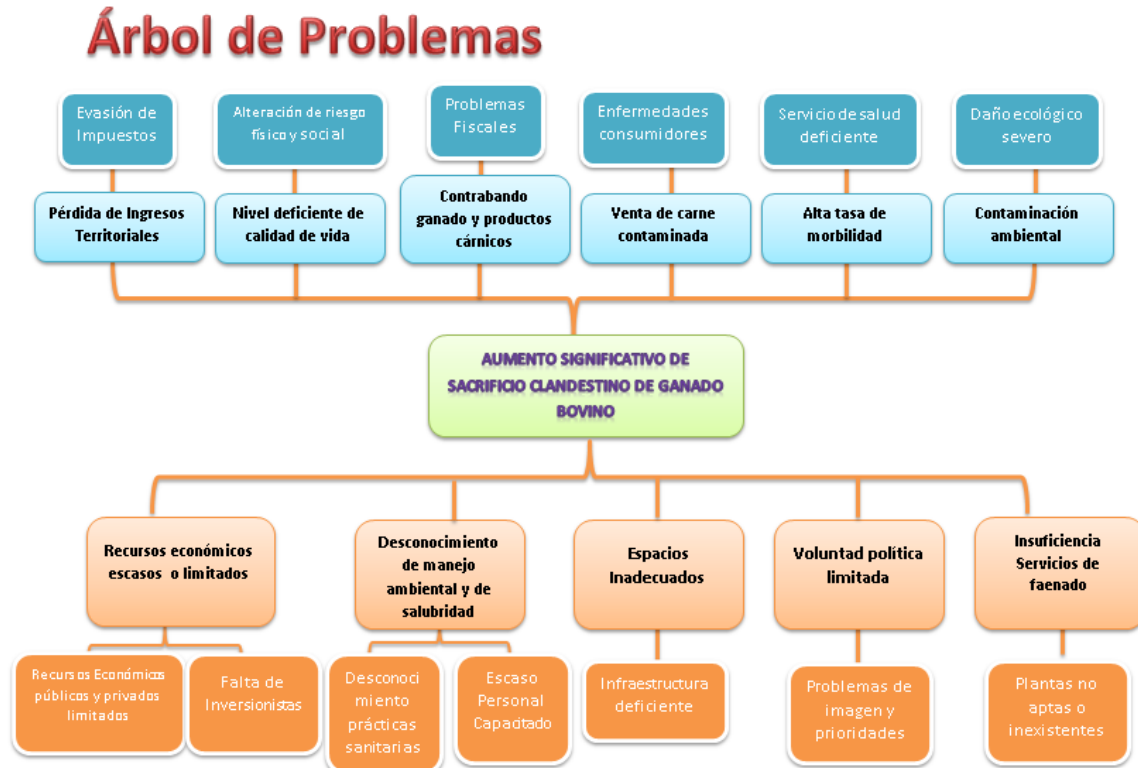 Árbol de Problemas
Evasión de
Impuestos
Alteración de riesgo
físico y social
Problemas
Fiscales
Enfermedades
consumidores
Servicio de salud
deficiente
Daño ecológico
severo
Pérdida de Ingresos
Territoriales
Nivel deficiente de
calidad de vida
Contrabando
ganado y productos
cárnicos
Venta de carne
contaminada
Alta tasa de
morbilidad
Contaminación
ambiental
AUMENTO SIGNIFICATIVO DE
SACRIFICIO CLANDESTINO DE GANADO
BOVINO
Recursos económicos
escasos o limitados
Desconocimiento
de manejo
ambiental y de
salubridad
Espacios
Inadecuados
Voluntad política
limitada
Insuficiencia
Servicios de
faenado
Recursos Económicos
públicos y privados
limitados
Falta de
Inversionistas
Desconoci
miento
prácticas
sanitarias
Escaso
Personal
Capacitado
Infraestructura
deficiente
Problemas de
imagen y
prioridades
Plantas no
aptas o
inexistentes